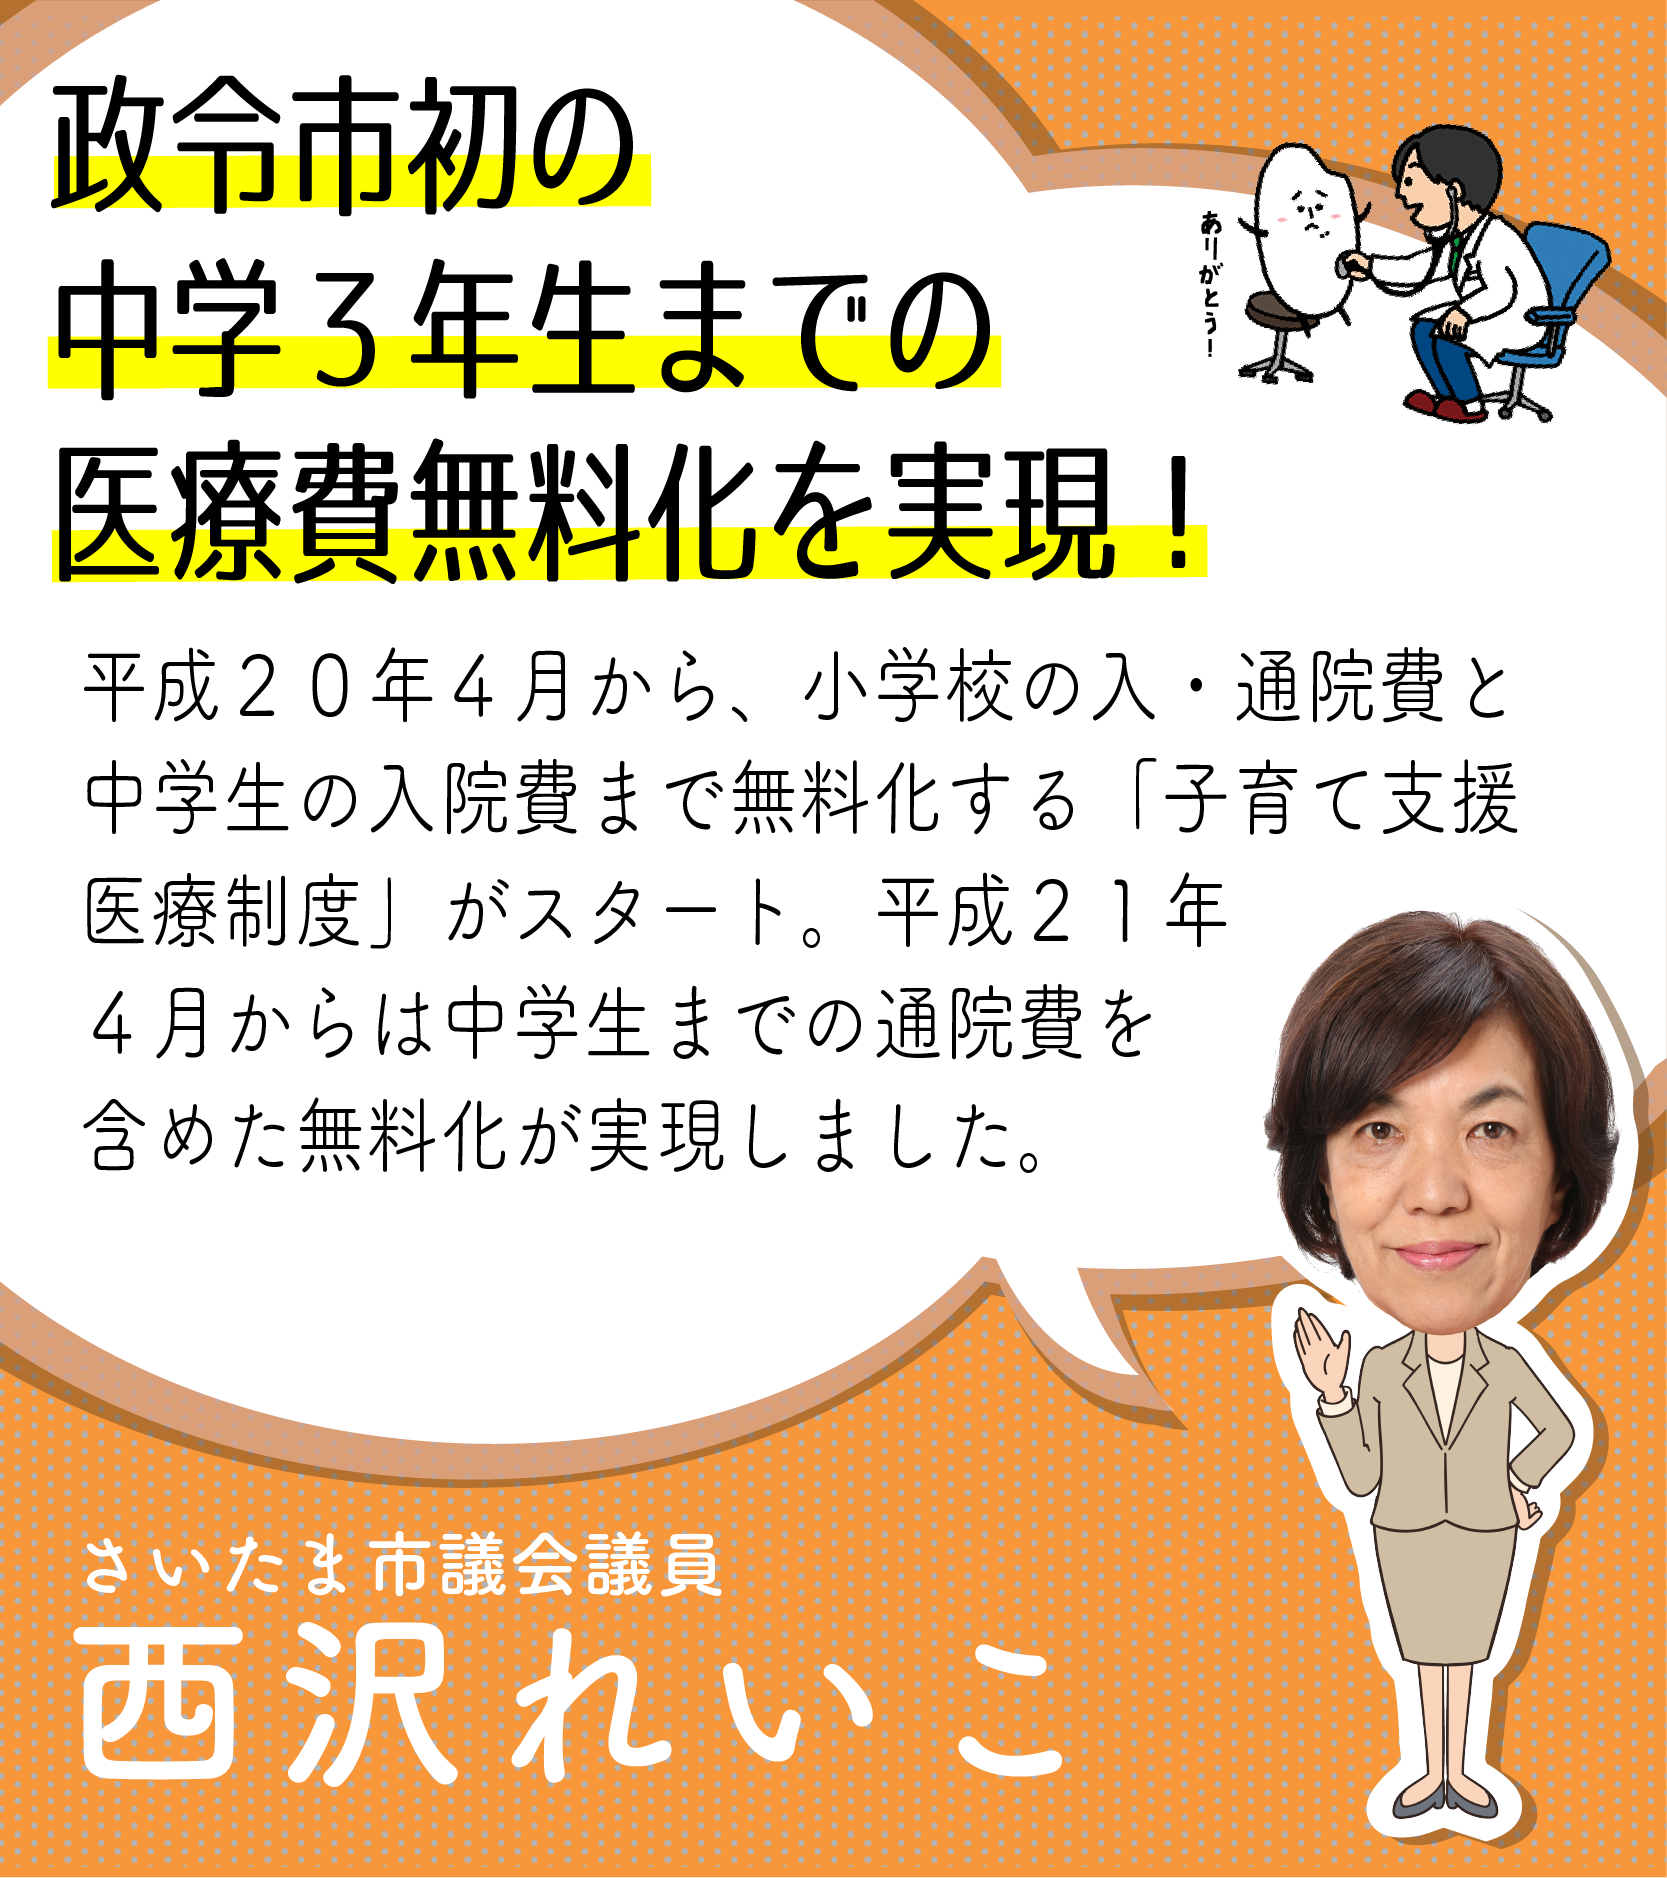 政令市初の
中学３年生までの
医療費無料化を実現！
ありがとう！
平成２０年４月から、小学校の入・通院費と
中学生の入院費まで無料化する「子育て支援
医療制度」がスタート。平成２１年
４月からは中学生までの通院費を
含めた無料化が実現しました。
さいたま市議会議員
西沢れいこ